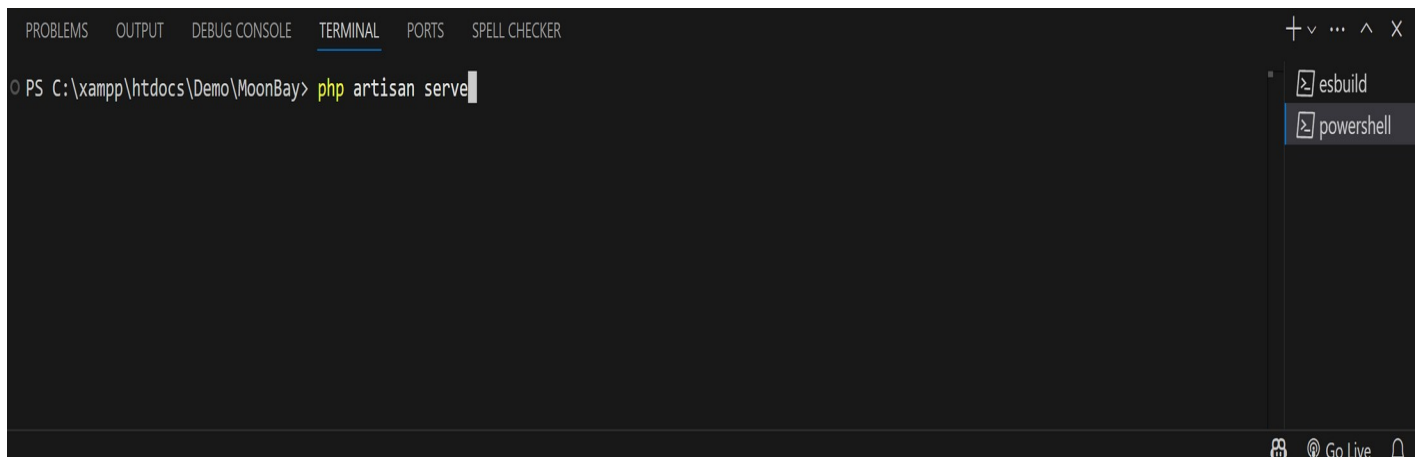 PROBLEMS OUTPUT DEBUG CONSOLE TERMINAL PORTS SPELL CHECKER
PS C:\xampp\htdocs\Demo\MoonBay> php artisan serve
esbuild
powershell
Go Live